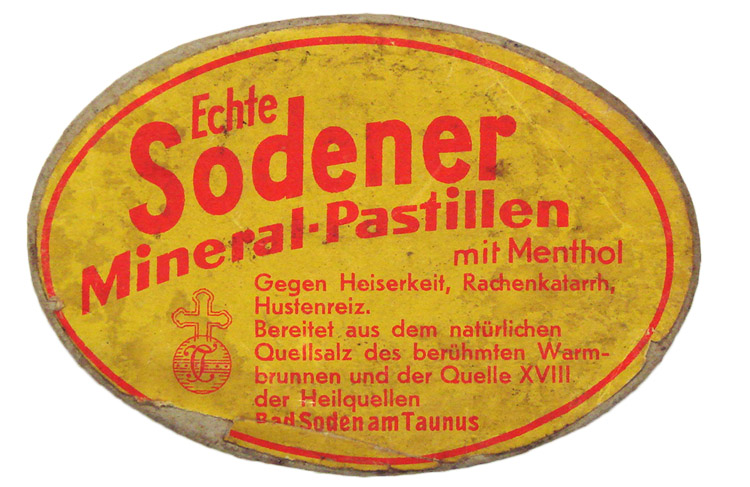 Echte
Sodener
Mineral-Pastillen
mit Menthol
Gegen Heiserkeit, Rachenkatarrh,
Hustenreiz.
Bereitet aus dem natürlichen
Quellsalz des berühmten Warm-
brunnen und der Quelle XVIII
der Heilquellen
Bad Soden am Taunus